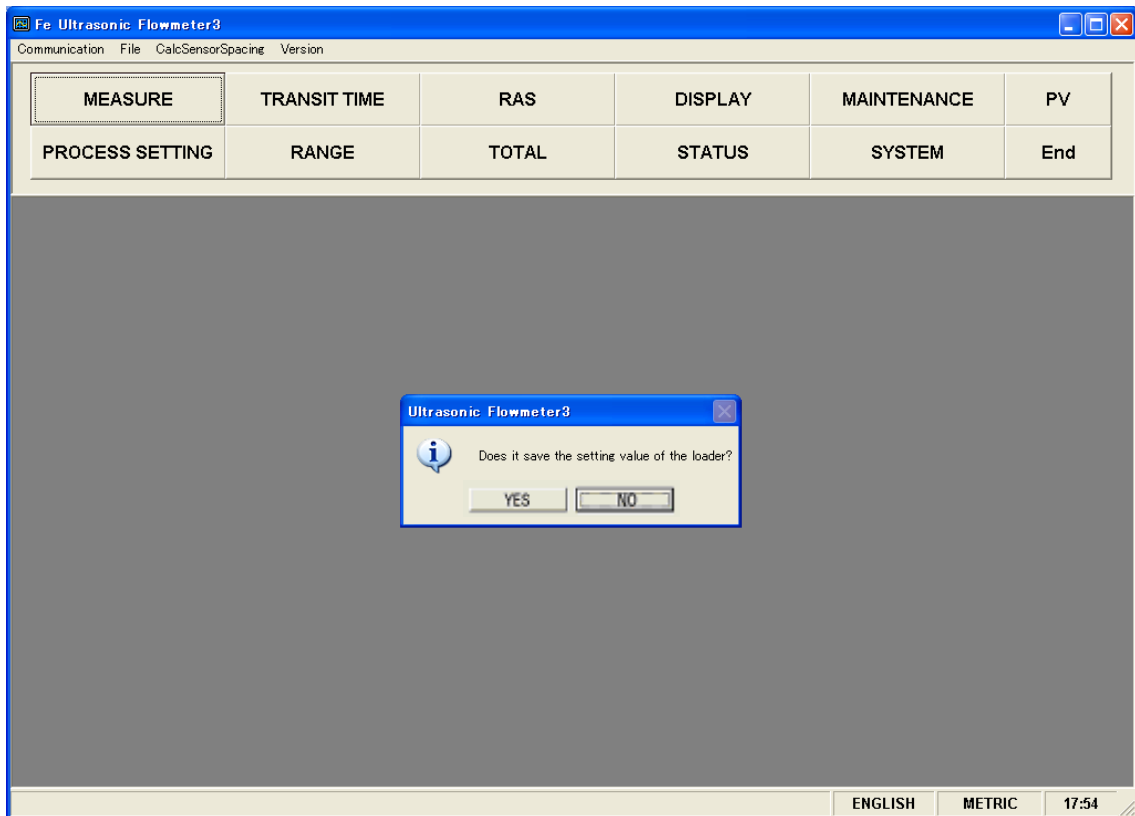 Fe Ultrasonic Flowmeter3
Communication File CalcSensorSpacing Version
MEASURE TRANSIT TIME RAS DISPLAY MAINTENANCE PV
PROCESS SETTING RANGE TOTAL STATUS SYSTEM End
Ultrasonic Flowmeter3
Does it save the setting value of the loader?
YES NO
ENGLISH METRIC 17:54